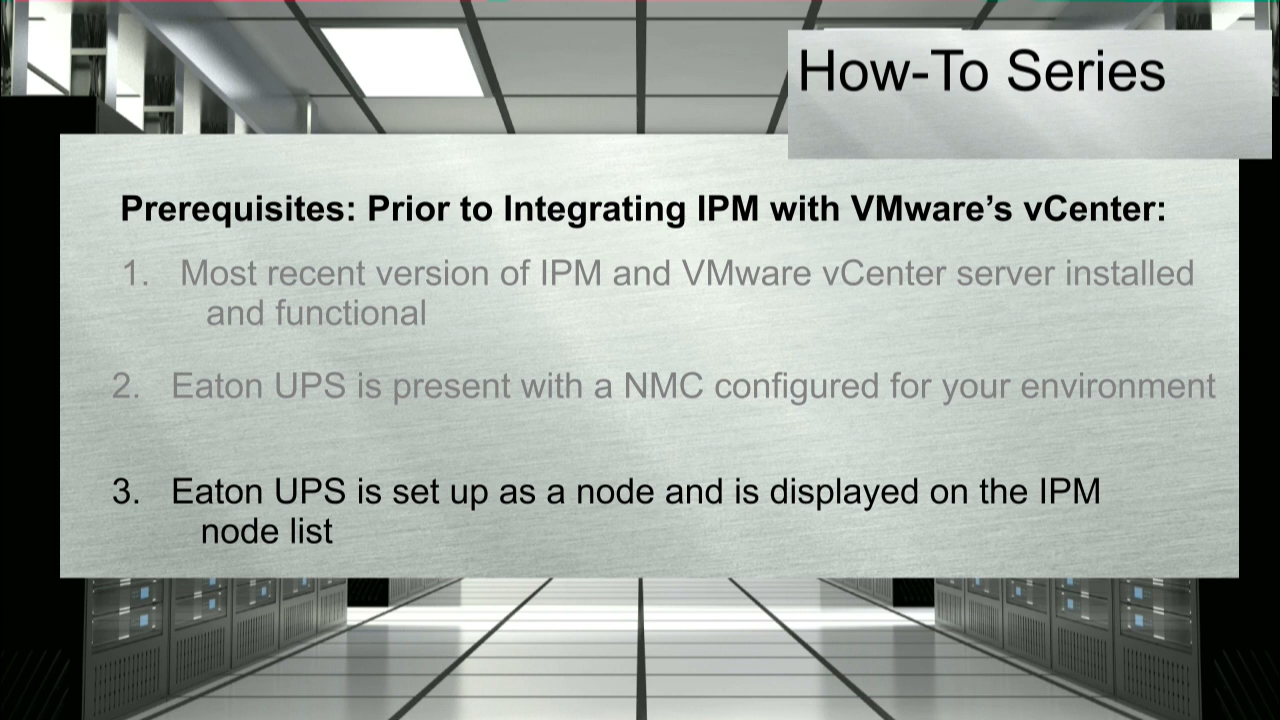 How-To Series
Prerequisites: Prior to Integrating IPM with VMware’s vCenter:
1. Most recent version of IPM and VMware vCenter server installed
and functional
2. Eaton UPS is present with a NMC configured for your environment
3. Eaton UPS is set up as a node and is displayed on the IPM
node list